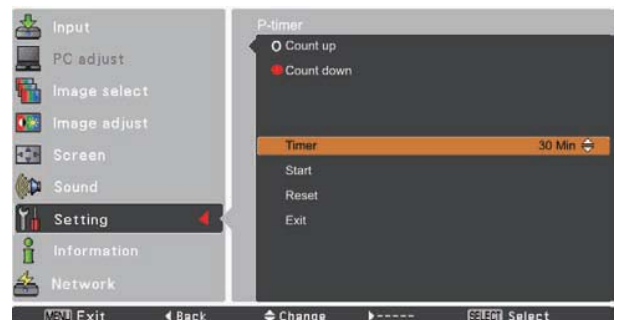 Input
PC adjust
Image select
Image adjust
Screen
Sound
Setting
Information
Network
P-timer
Count up
Count down
Timer 30 Min
Start
Reset
Exit
MENU Exit Back Change ----- SELECT Select